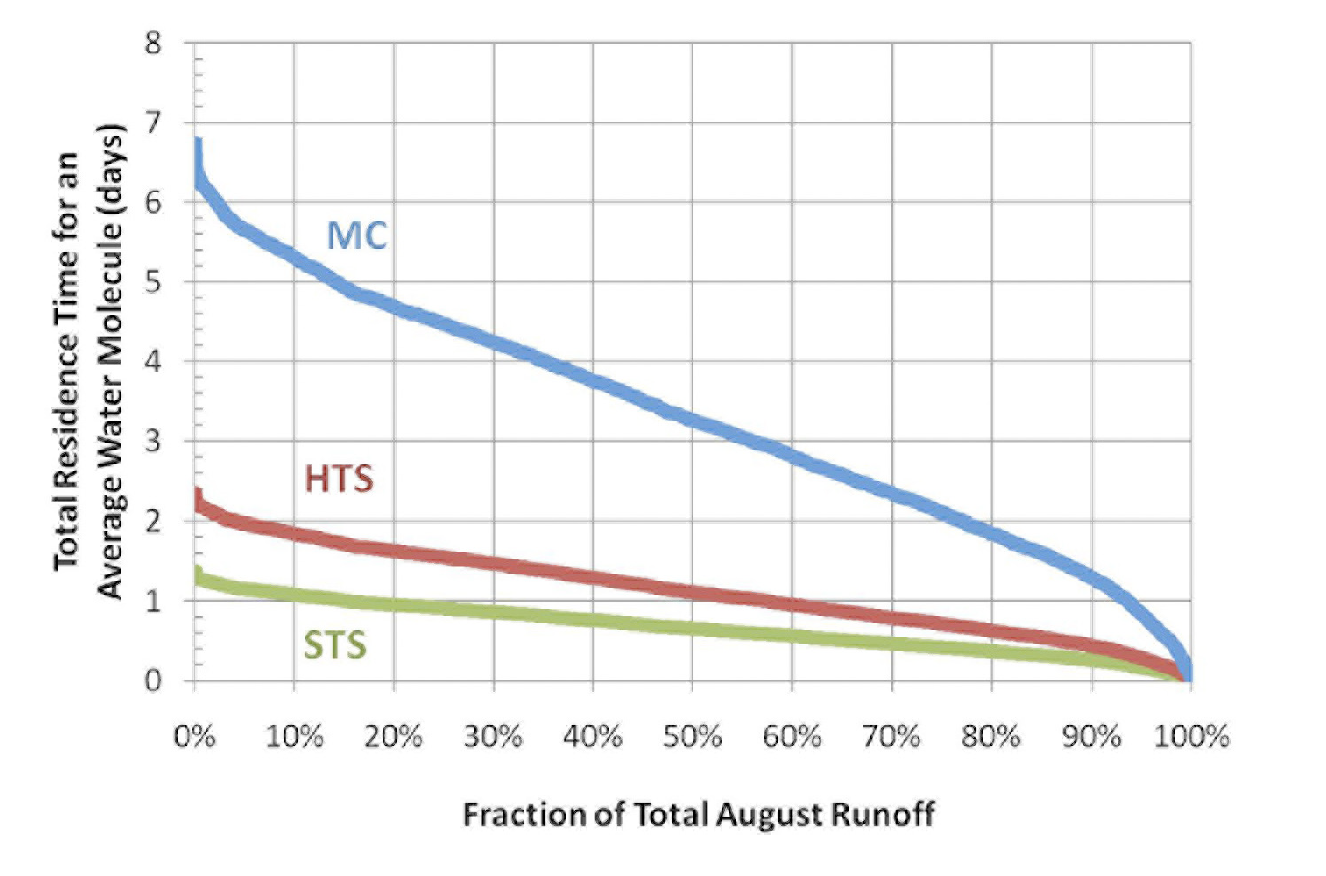 8
7
6
5
4
3
2
1
0
Total Residence Time for an
Average Water Molecule (days)
MC
HTS
STS
0% 10% 20% 30% 40% 50% 60% 70% 80% 90% 100%
Fraction of Total August Runoff